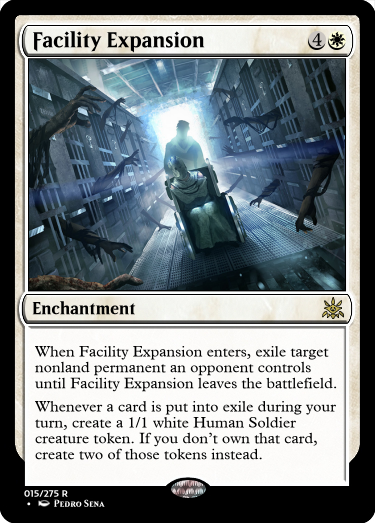 Facility Expansion 4
Enchantment
When Facility Expansion enters, exile target
nonland permanent an opponent controls
until Facility Expansion leaves the battlefield.
Whenever a card is put into exile during your
turn, create a 1/1 white Human Soldier
creature token. If you don't own that card,
create two of those tokens instead.
015/275 R
• Pedro Sena